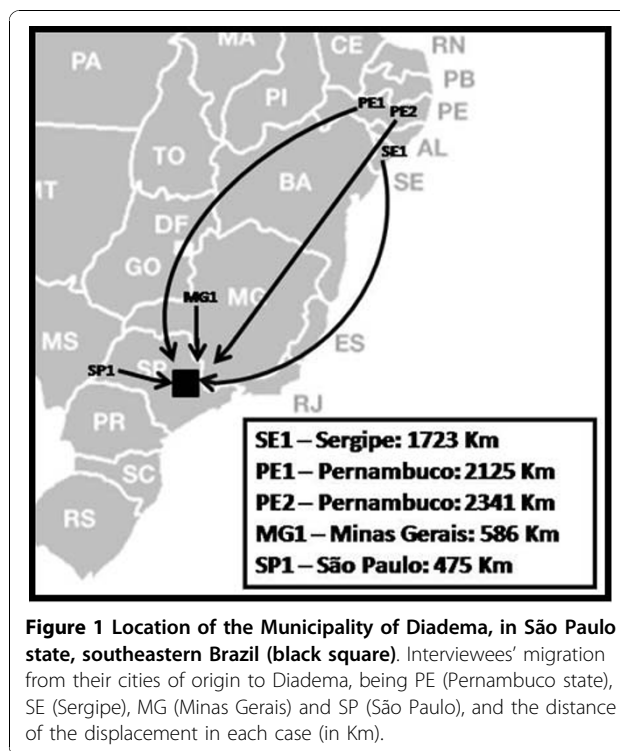 MA
CE
RN
PA
PB
PI
PE1
PE2
PE
TO
SE1
AL
BA
SE
MT
DF
GO
MG1
MG
MS
ES
SP1
SP
RJ
PR
SC
RS
SE1 – Sergipe: 1723 Km
PE1 – Pernambuco: 2125 Km
PE2 – Pernambuco: 2341 Km
MG1 – Minas Gerais: 586 Km
SP1 – São Paulo: 475 Km
Figure 1 Location of the Municipality of Diadema, in São Paulo
state, southeastern Brazil (black square). Interviewees' migration
from their cities of origin to Diadema, being PE (Pernambuco state),
SE (Sergipe), MG (Minas Gerais) and SP (São Paulo), and the distance
of the displacement in each case (in Km).